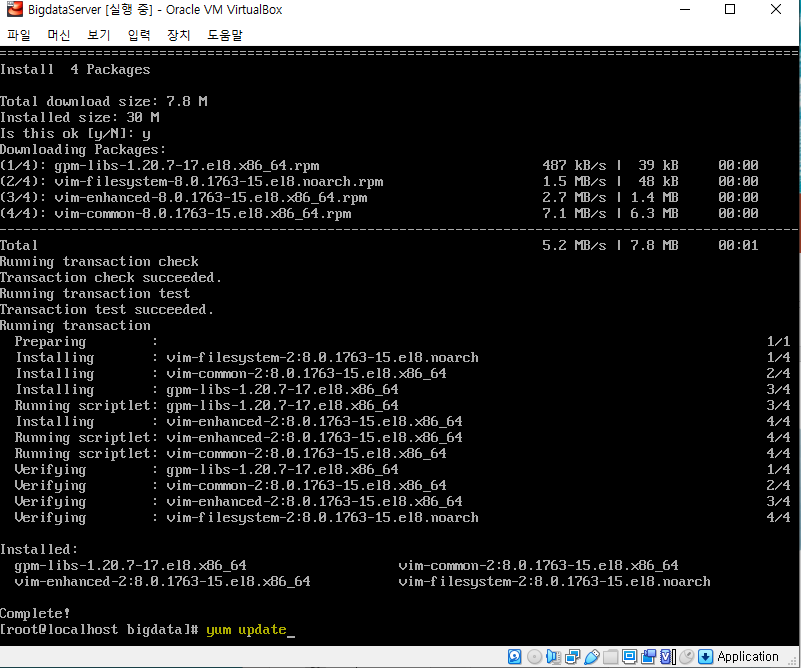 BigdataServer [실행 중] - Oracle VM VirtualBox
파일 머신 보기 입력 장치 도움말
================================================================================
Install  4 Packages
Total download size: 7.8 M
Installed size: 30 M
Is this ok [y/N]: y
Downloading Packages:
(1/4): gpm-libs-1.20.7-17.el8.x86_64.rpm 487 kB/s | 39 kB 00:00
(2/4): vim-filesystem-8.0.1763-15.el8.noarch.rpm 1.5 MB/s | 48 kB 00:00
(3/4): vim-enhanced-8.0.1763-15.el8.x86_64.rpm 2.7 MB/s | 1.4 MB 00:00
(4/4): vim-common-8.0.1763-15.el8.x86_64.rpm 7.1 MB/s | 6.3 MB 00:00
--------------------------------------------------------------------------------
Total 5.2 MB/s | 7.8 MB 00:01
Running transaction check
Transaction check succeeded.
Running transaction test
Transaction test succeeded.
Running transaction
Preparing : 1/1
Installing : vim-filesystem-2:8.0.1763-15.el8.noarch 1/4
Installing : vim-common-2:8.0.1763-15.el8.x86_64 2/4
Installing : gpm-libs-1.20.7-17.el8.x86_64 3/4
Running scriptlet: gpm-libs-1.20.7-17.el8.x86_64 3/4
Installing : vim-enhanced-2:8.0.1763-15.el8.x86_64 4/4
Running scriptlet: vim-enhanced-2:8.0.1763-15.el8.x86_64 4/4
Running scriptlet: vim-common-2:8.0.1763-15.el8.x86_64 4/4
Verifying : gpm-libs-1.20.7-17.el8.x86_64 1/4
Verifying : vim-common-2:8.0.1763-15.el8.x86_64 2/4
Verifying : vim-enhanced-2:8.0.1763-15.el8.x86_64 3/4
Verifying : vim-filesystem-2:8.0.1763-15.el8.noarch 4/4
Installed:
gpm-libs-1.20.7-17.el8.x86_64 vim-common-2:8.0.1763-15.el8.x86_64
vim-enhanced-2:8.0.1763-15.el8.x86_64 vim-filesystem-2:8.0.1763-15.el8.noarch
Complete!
[root@localhost bigdata]# yum update_
Application